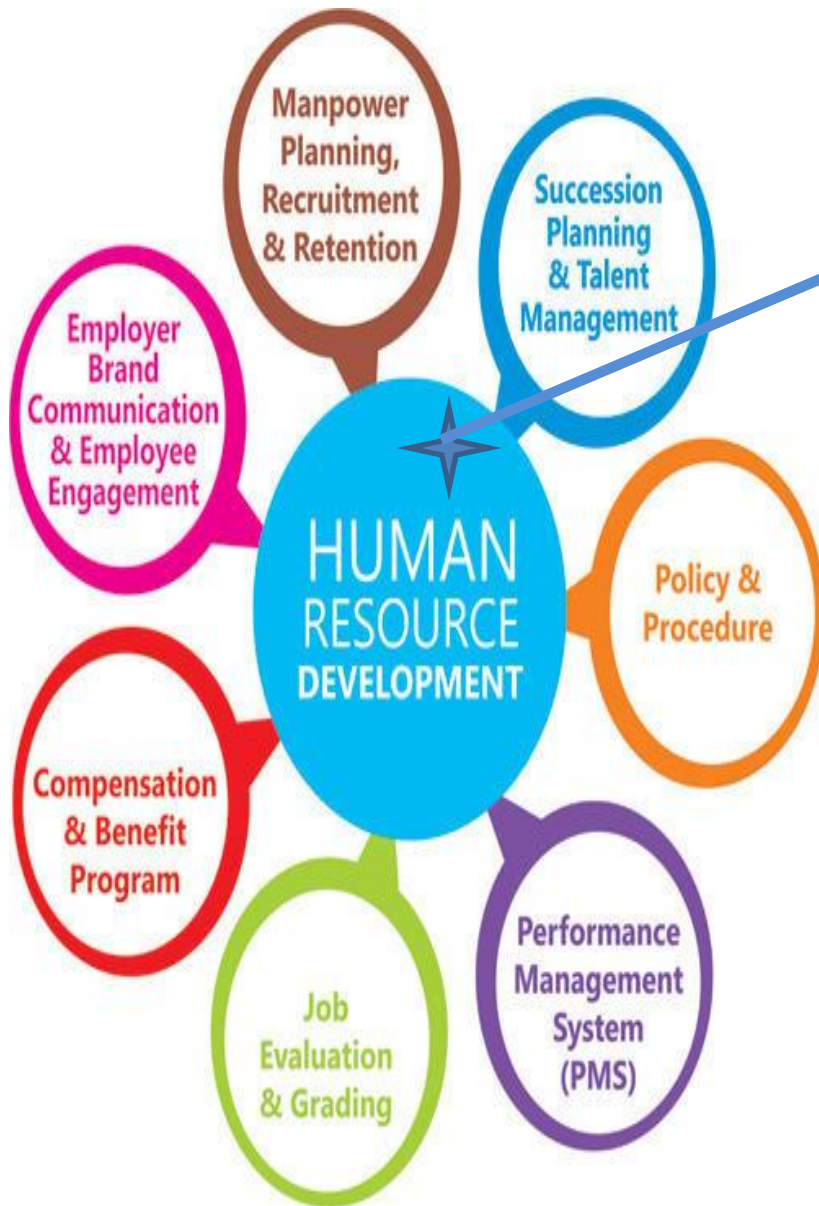 Manpower
Planning,
Recruitment
& Retention
Succession
Planning
& Talent
Management
Employer
Brand
Communication
& Employee
Engagement
HUMAN
RESOURCE
DEVELOPMENT
Policy &
Procedure
Compensation
& Benefit
Program
Performance
Management
System
(PMS)
Job
Evaluation
& Grading